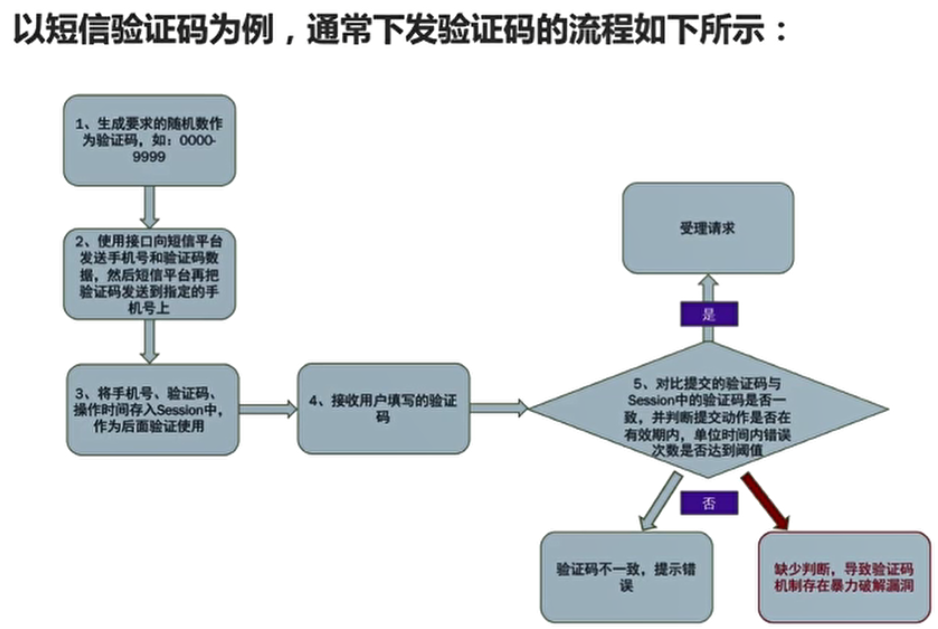 以短信验证码为例，通常下发验证码的流程如下所示：
1、生成要求的随机数作
为验证码，如：0000-
9999
2、使用接口向短信平台
发送手机号和验证码数
据，然后短信平台再把
验证码发送到指定的手
机号上
3、将手机号、验证码、
操作时间存入Session中，
作为后面验证使用
4、接收用户填写的验证
码
受理请求
是
5、对比提交的验证码与
Session中的验证码是否一
致，并判断提交动作是否在
有效期内，单位时间内错误
次数是否达到阈值
否
验证码不一致，提示错
误
缺少判断，导致验证码
机制存在暴力破解漏洞